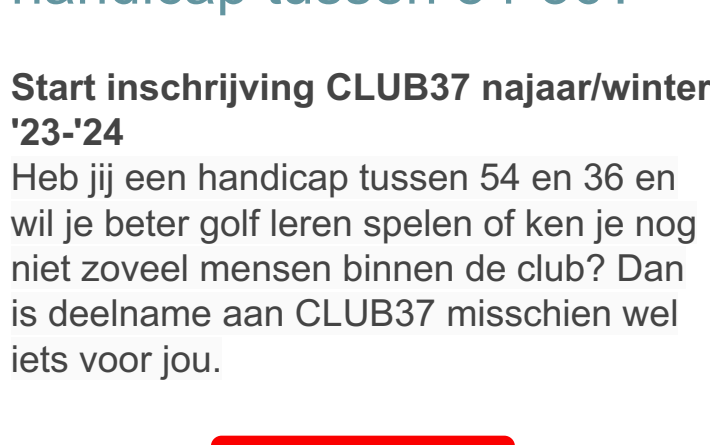 Start inschrijving CLUB37 najaar/winter
'23-'24
Heb jij een handicap tussen 54 en 36 en
wil je beter golf leren spelen of ken je nog
niet zoveel mensen binnen de club? Dan
is deelname aan CLUB37 misschien wel
iets voor jou.